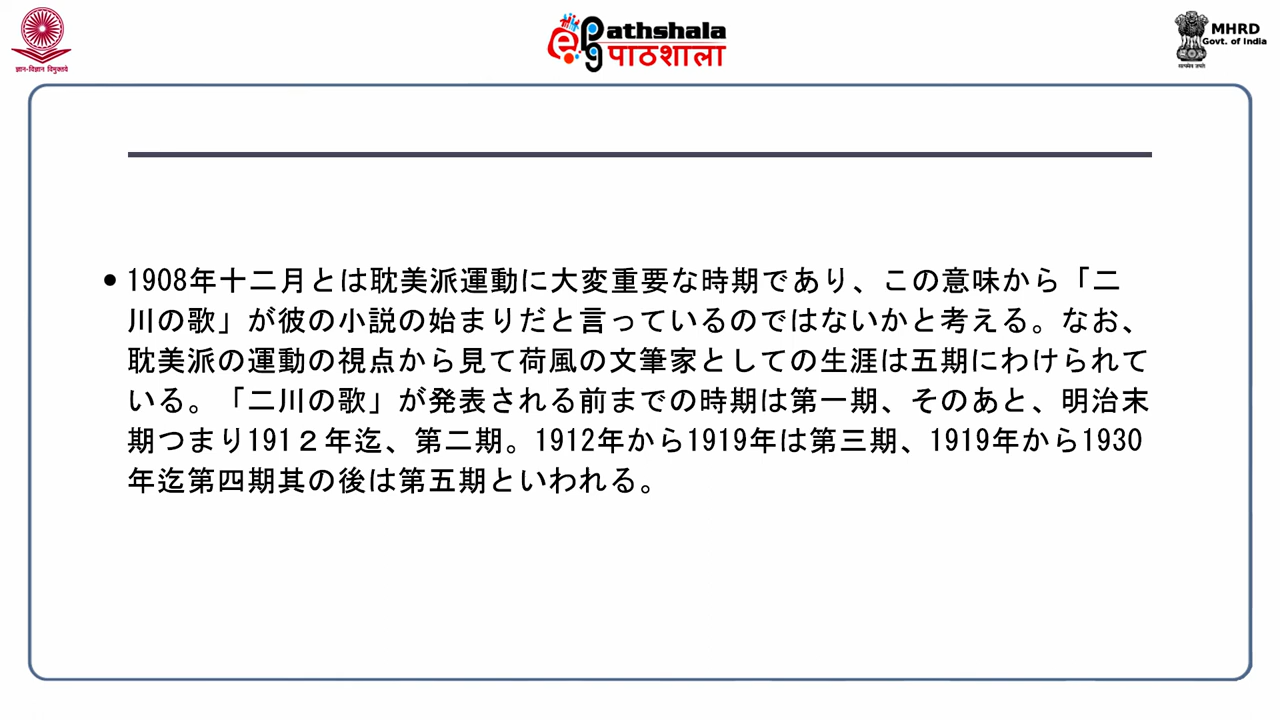 ज्ञान-विज्ञान विमुक्तये
ePathshala
पाठशाला
MHRD
Govt. of India
सत्यमेव जयते
• 1908年十二月とは耽美派運動に大変重要な時期であり、この意味から「二
川の歌」が彼の小説の始まりだと言っているのではないかと考える。なお、
耽美派の運動の視点から見て荷風の文筆家としての生涯は五期にわけられて
いる。「二川の歌」が発表される前までの時期は第一期、そのあと、明治末
期つまり191２年迄、第二期。1912年から1919年は第三期、1919年から1930
年迄第四期其の後は第五期といわれる。